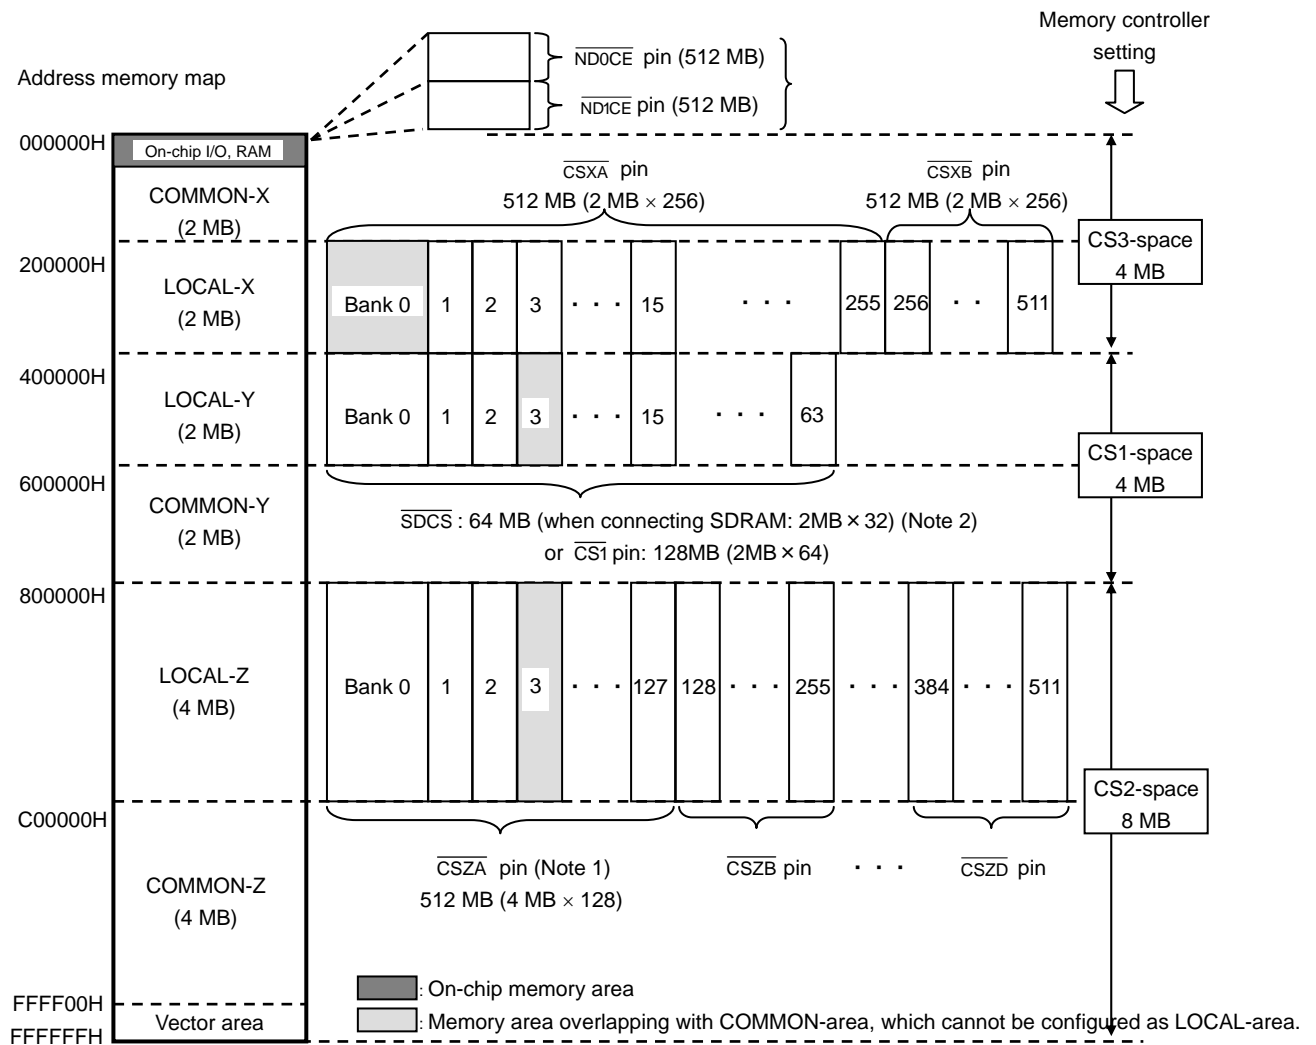 Memory controller
setting
Address memory map
ND0CE pin (512 MB)
ND1CE pin (512 MB)
000000H
On-chip I/O, RAM
COMMON-X
(2 MB)
CSXA pin
512 MB (2 MB × 256)
CSXB pin
512 MB (2 MB × 256)
CS3-space
4 MB
200000H
LOCAL-X
(2 MB)
Bank 0 1 2 3 · · · 15 · · · 255 256 · · 511
400000H
LOCAL-Y
(2 MB)
Bank 0 1 2 3 · · · 15 · · · 63
CS1-space
4 MB
600000H
COMMON-Y
(2 MB)
SDCS : 64 MB (when connecting SDRAM: 2MB × 32) (Note 2)
or CS1 pin: 128MB (2MB × 64)
800000H
LOCAL-Z
(4 MB)
Bank 0 1 2 3 · · · 127 128 · · · 255 · · · 384 · · · 511
CS2-space
8 MB
C00000H
CSZA pin (Note 1)
512 MB (4 MB × 128)
CSZB pin · · · CSZD pin
COMMON-Z
(4 MB)
FFFF00H
Vector area
FFFFFFH
: On-chip memory area
: Memory area overlapping with COMMON-area, which cannot be configured as LOCAL-area.